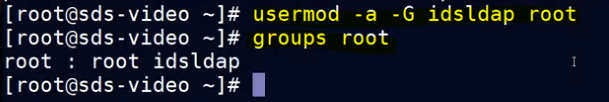 [root@sds-video ~]# usermod -a -G idsldap root
[root@sds-video ~]# groups root
root : root idsldap
[root@sds-video ~]#